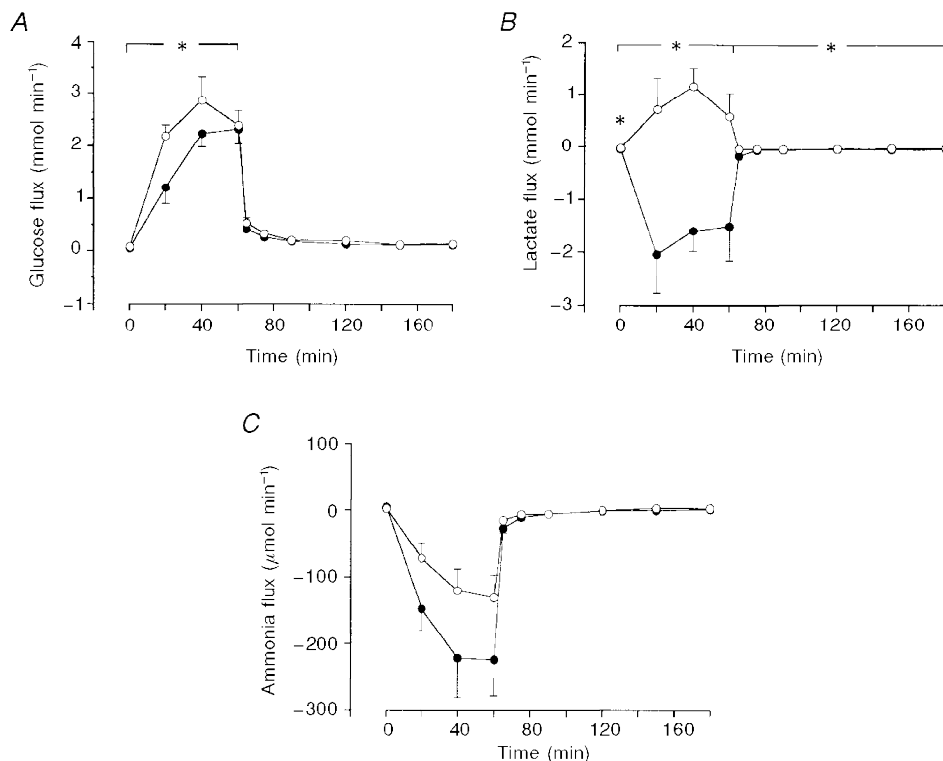 A
Glucose flux (mmol min⁻¹)
4
3
2
1
0
−1
*
0 40 80 120 160
Time (min)
B
Lactate flux (mmol min⁻¹)
2
1
0
−1
−2
−3
* *
*
0 40 80 120 160
Time (min)
C
Ammonia flux (μmol min⁻¹)
100
0
−100
−200
−300
0 40 80 120 160
Time (min)